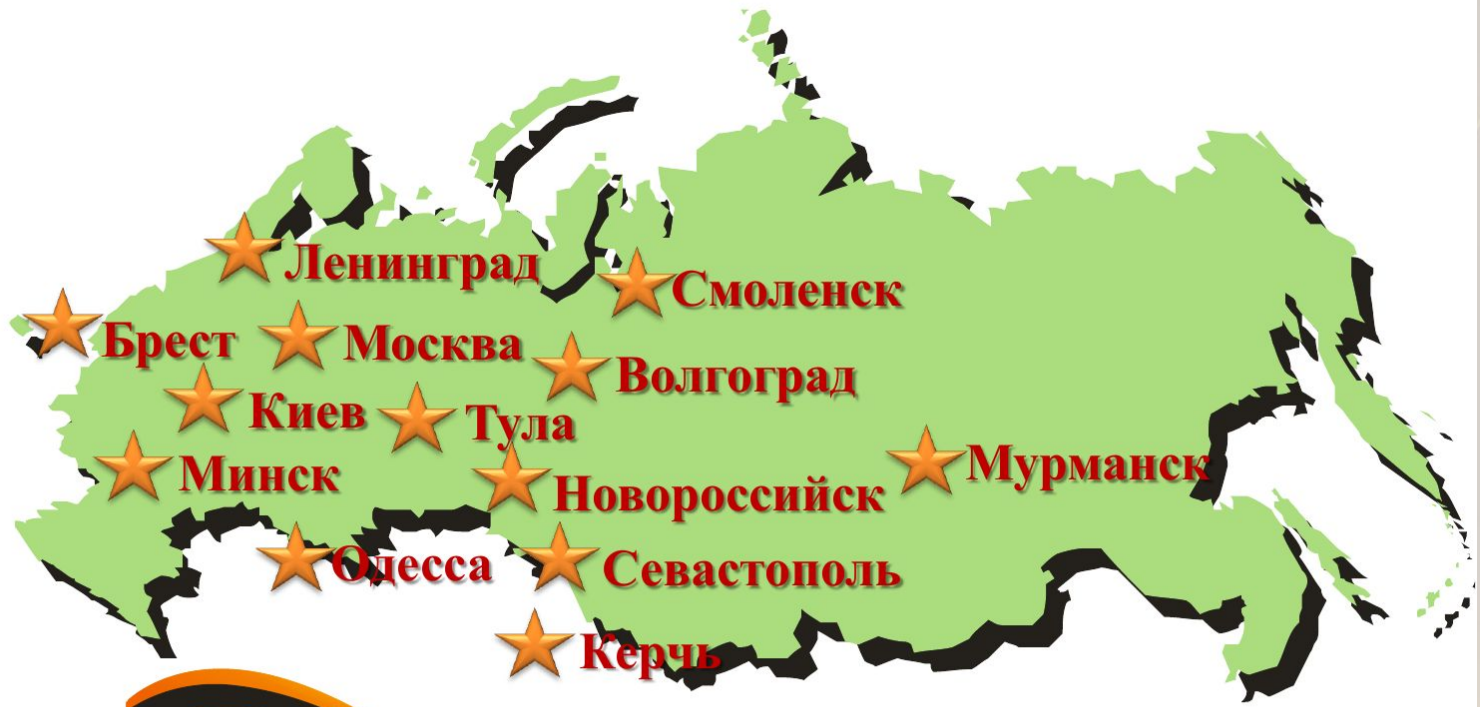 Ленинград
Смоленск
Брест
Москва
Волгоград
Киев
Тула
Минск
Новороссийск
Мурманск
Одесса
Севастополь
Керчь